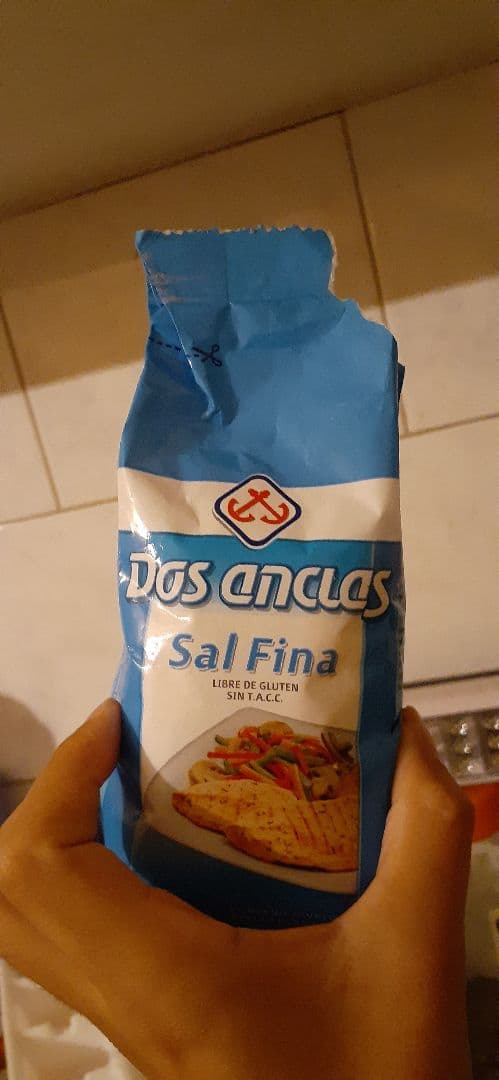 Dos anclas
Sal Fina
LIBRE DE GLUTEN
SIN T.A.C.C.